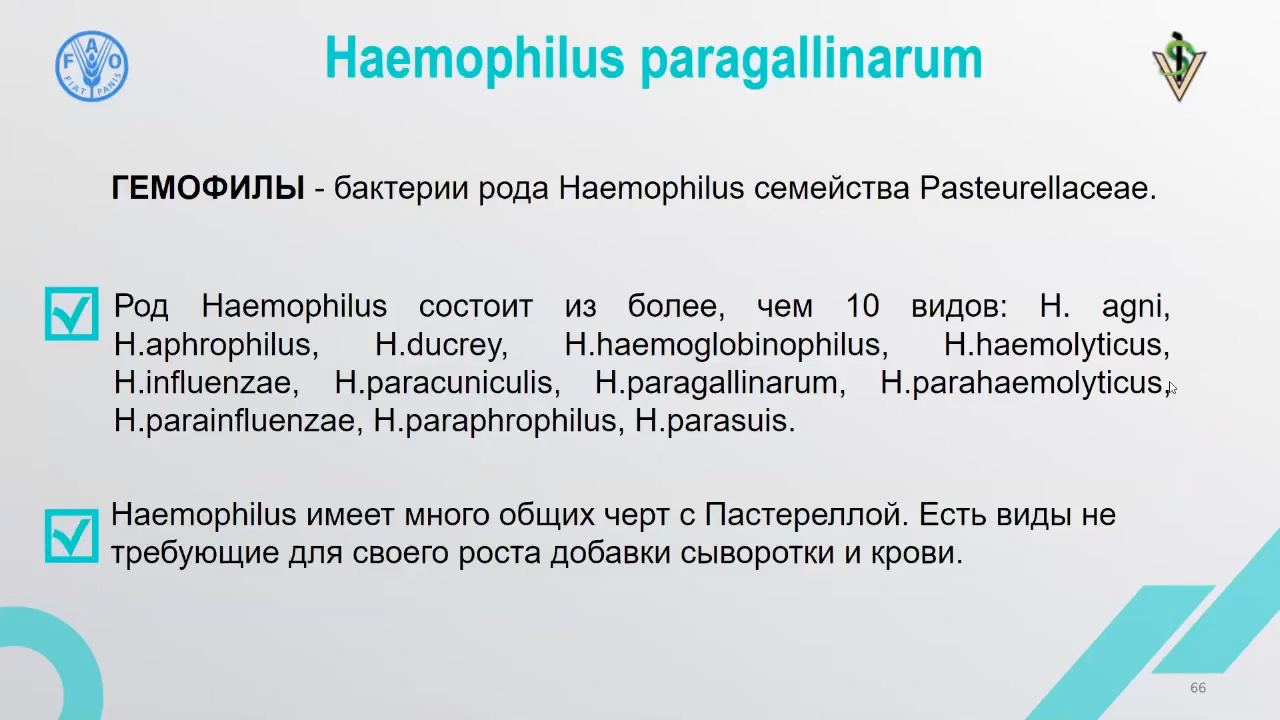 Haemophilus paragallinarum
F A O
FIAT PANIS
ГЕМОФИЛЫ - бактерии рода Haemophilus семейства Pasteurellaceae.
Род Haemophilus состоит из более, чем 10 видов: H. agni,
H.aphrophilus, H.ducrey, H.haemoglobinophilus, H.haemolyticus,
H.influenzae, H.paracuniculis, H.paragallinarum, H.parahaemolyticus,
H.parainfluenzae, H.paraphrophilus, H.parasuis.
Haemophilus имеет много общих черт с Пастереллой. Есть виды не
требующие для своего роста добавки сыворотки и крови.
66